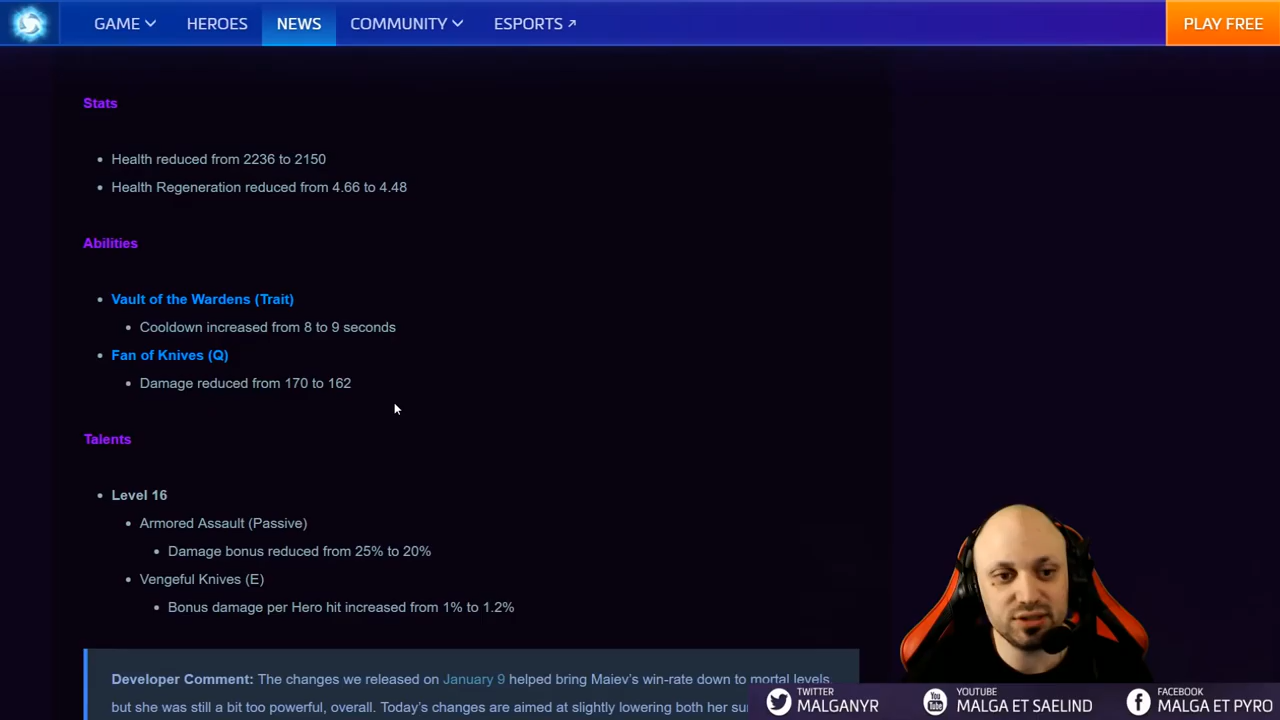 GAME HEROES NEWS COMMUNITY ESPORTS PLAY FREE
Stats
Health reduced from 2236 to 2150
Health Regeneration reduced from 4.66 to 4.48
Abilities
Vault of the Wardens (Trait)
Cooldown increased from 8 to 9 seconds
Fan of Knives (Q)
Damage reduced from 170 to 162
Talents
Level 16
Armored Assault (Passive)
Damage bonus reduced from 25% to 20%
Vengeful Knives (E)
Bonus damage per Hero hit increased from 1% to 1.2%
Developer Comment: The changes we released on January 9 helped bring Maiev's win-rate down to mortal levels
but she was still a bit too powerful, overall. Today's changes are aimed at slightly lowering both her
TWITTER
MALGANYR
YOUTUBE
MALGA ET SAELIND
FACEBOOK
MALGA ET PYRO